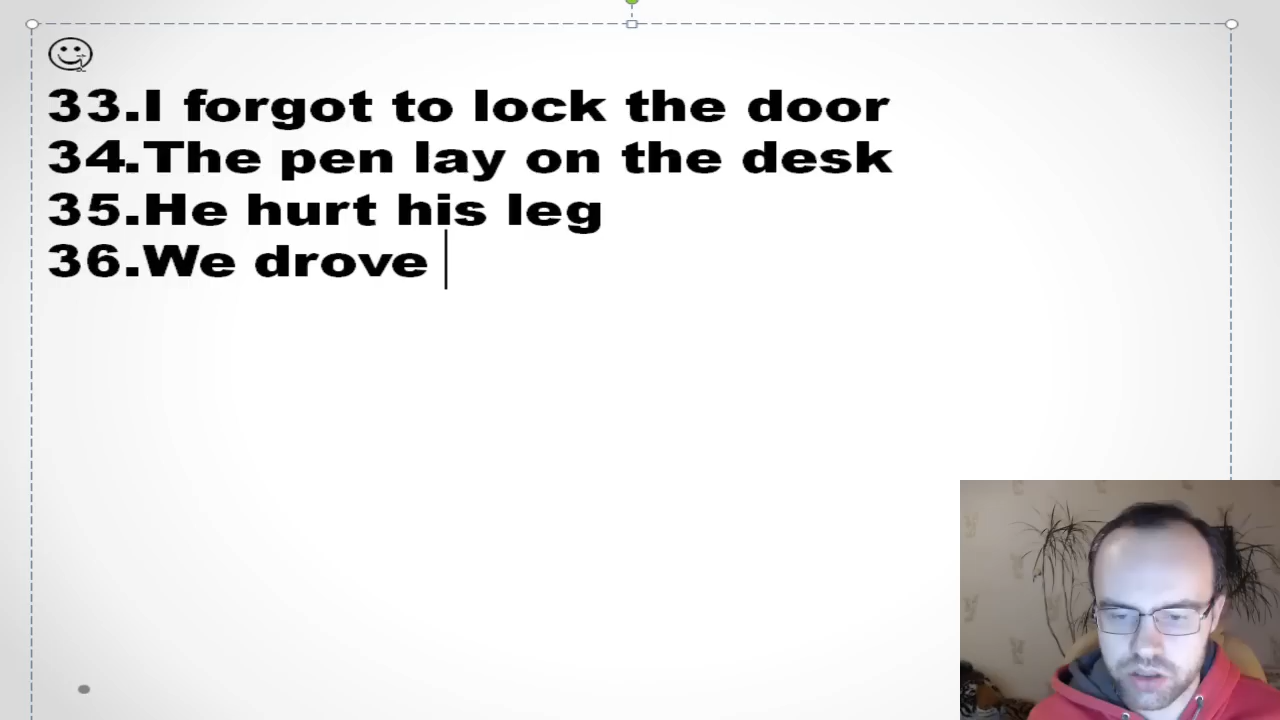 33.I forgot to lock the door
34.The pen lay on the desk
35.He hurt his leg
36.We drove